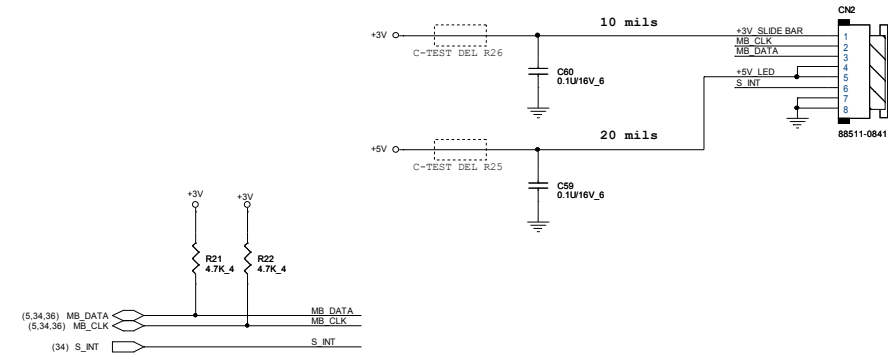 CN2
10 mils
+3V
+3V_SLIDE BAR
MB_CLK
MB_DATA
+5V_LED
S_INT
1
2
3
4
5
6
7
8
C-TEST DEL R26
C60
0.1U/16V_6
20 mils
88511-0841
+5V
C-TEST DEL R25
C59
0.1U/16V_6
+3V
+3V
R21
4.7K_4
R22
4.7K_4
(5,34,36) MB_DATA
MB_DATA
(5,34,36) MB_CLK
MB_CLK
(34) S_INT
S_INT